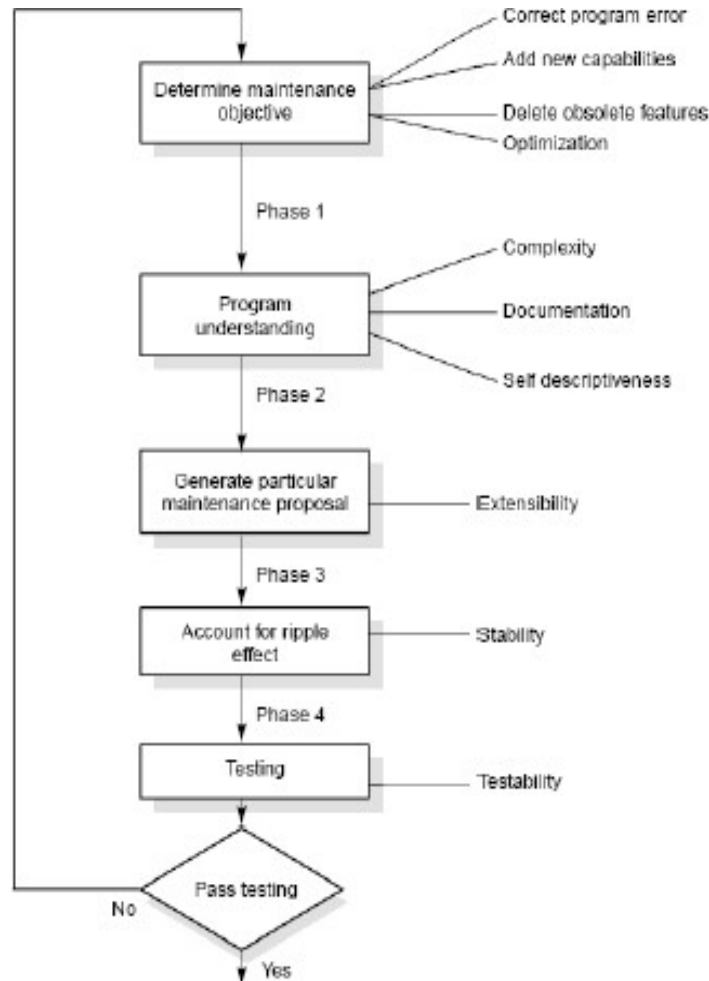 Correct program error
Add new capabilities
Determine maintenance
objective
Delete obsolete features
Optimization
Phase 1
Complexity
Program
understanding
Documentation
Self descriptiveness
Phase 2
Generate particular
maintenance proposal
Extensibility
Phase 3
Account for ripple
effect
Stability
Phase 4
Testing
Testability
Pass testing
No
Yes